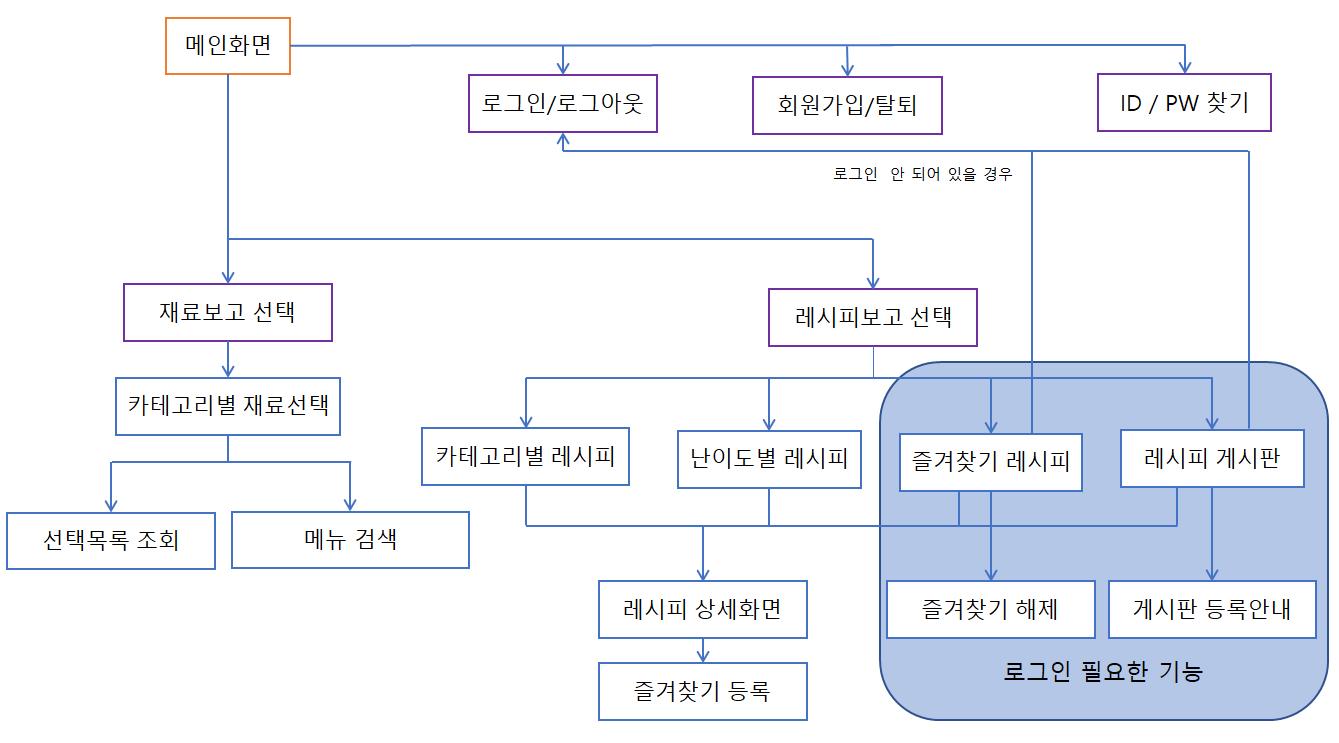 메인화면
로그인/로그아웃
회원가입/탈퇴
ID / PW 찾기
로그인 안 되어 있을 경우
재료보고 선택
레시피보고 선택
카테고리별 재료선택
카테고리별 레시피
난이도별 레시피
즐겨찾기 레시피
레시피 게시판
선택목록 조회
메뉴 검색
레시피 상세화면
즐겨찾기 해제
게시판 등록안내
로그인 필요한 기능
즐겨찾기 등록